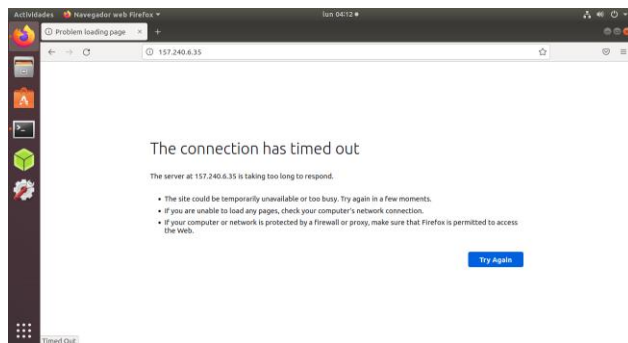 Actividades Navegador web Firefox lun 04:12
Problem loading page
157.240.6.35
The connection has timed out
The server at 157.240.6.35 is taking too long to respond.
• The site could be temporarily unavailable or too busy. Try again in a few moments.
• If you are unable to load any pages, check your computer's network connection.
• If your computer or network is protected by a firewall or proxy, make sure that Firefox is permitted to access
the Web.
Try Again
Timed Out